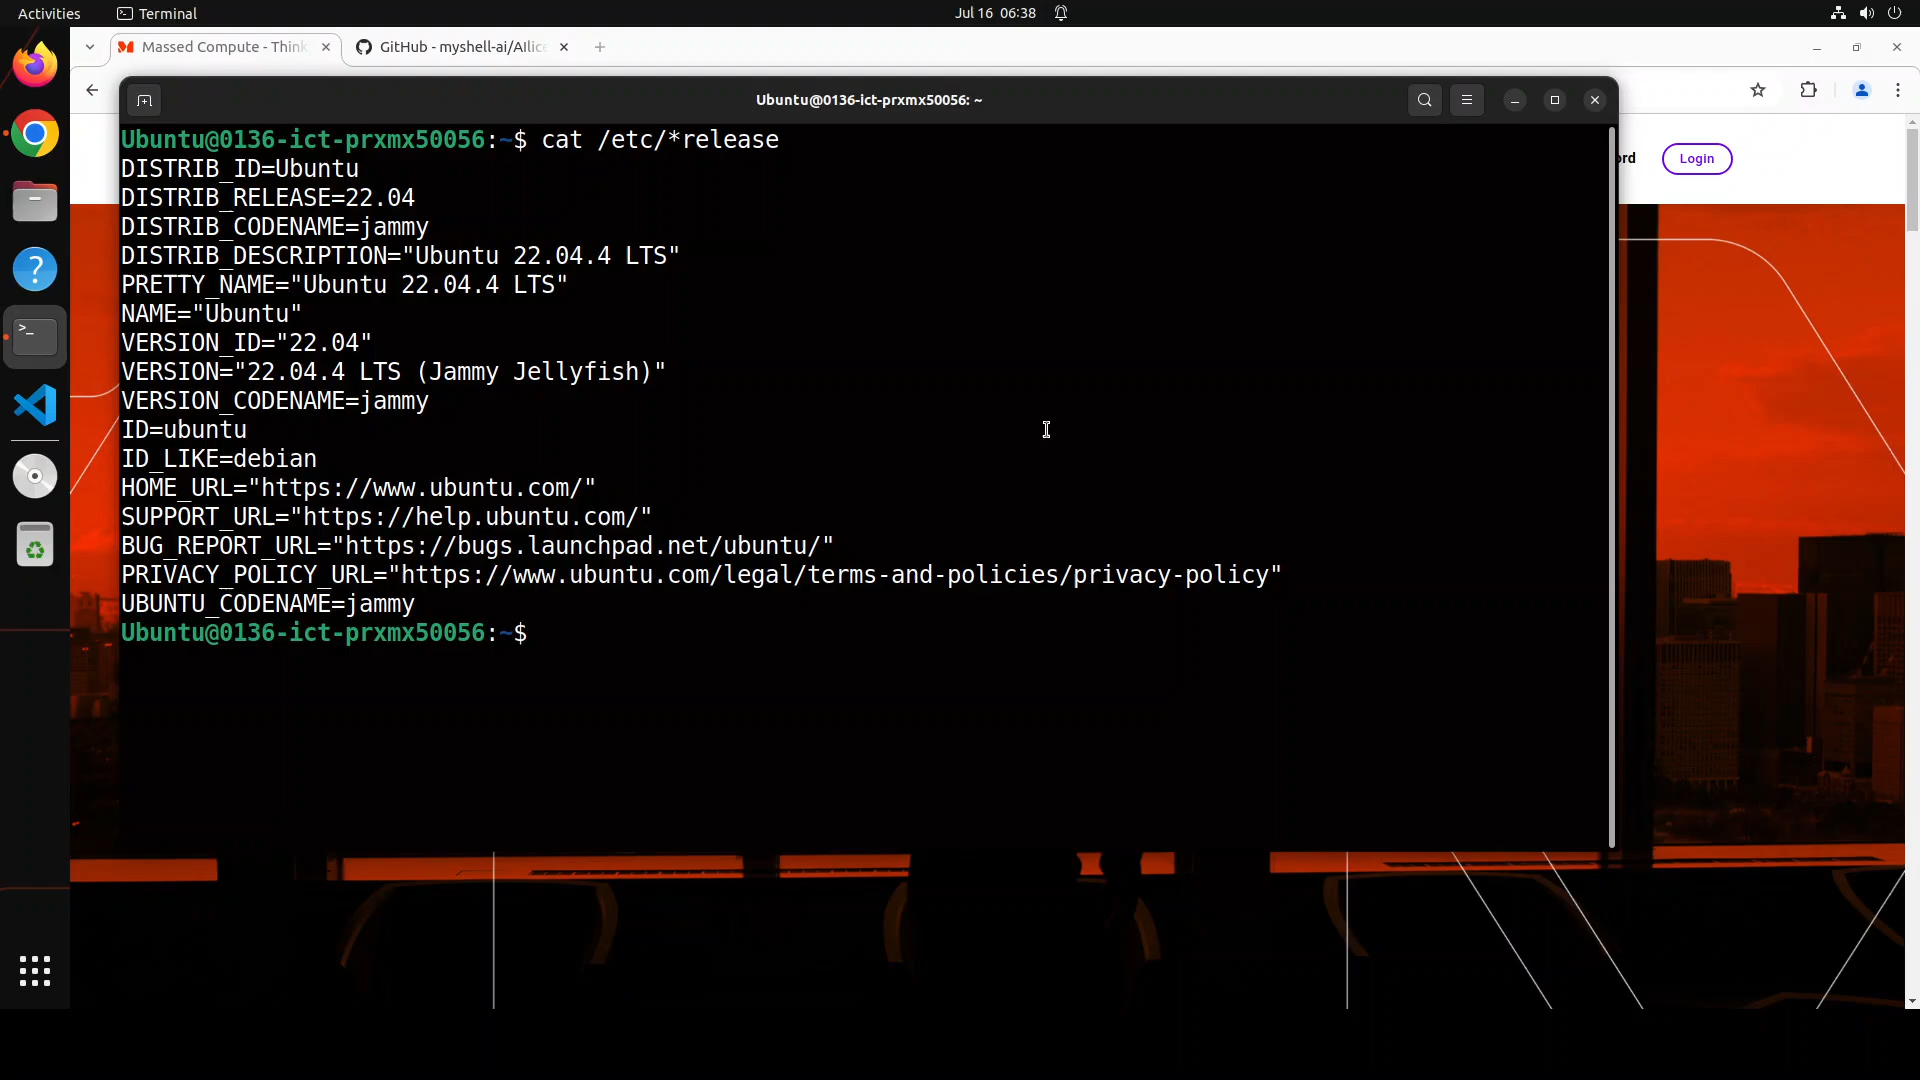 Activities
Terminal
Jul 16 06:38
Massed Compute - Think
GitHub - myshell-ai/AIlice
Ubuntu@0136-ict-prxmx50056: ~
Login
Ubuntu@0136-ict-prxmx50056:~$ cat /etc/*release
DISTRIB_ID=Ubuntu
DISTRIB_RELEASE=22.04
DISTRIB_CODENAME=jammy
DISTRIB_DESCRIPTION="Ubuntu 22.04.4 LTS"
PRETTY_NAME="Ubuntu 22.04.4 LTS"
NAME="Ubuntu"
VERSION_ID="22.04"
VERSION="22.04.4 LTS (Jammy Jellyfish)"
VERSION_CODENAME=jammy
ID=ubuntu
ID_LIKE=debian
HOME_URL="https://www.ubuntu.com/"
SUPPORT_URL="https://help.ubuntu.com/"
BUG_REPORT_URL="https://bugs.launchpad.net/ubuntu/"
PRIVACY_POLICY_URL="https://www.ubuntu.com/legal/terms-and-policies/privacy-policy"
UBUNTU_CODENAME=jammy
Ubuntu@0136-ict-prxmx50056:~$